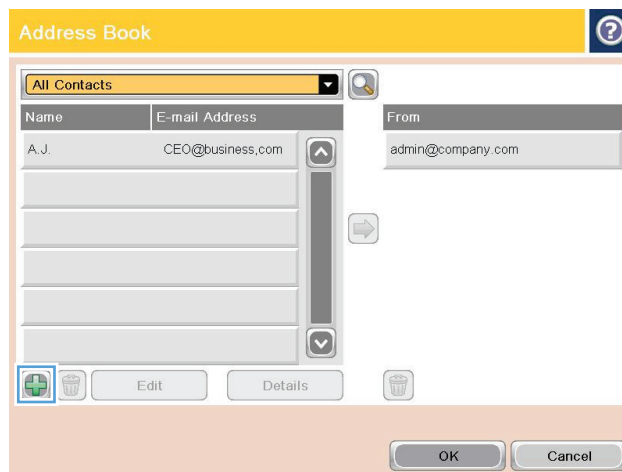 Address Book
?
All Contacts
Name E-mail Address
From
A.J. CEO@business,com
admin@company.com
Edit Details
OK Cancel